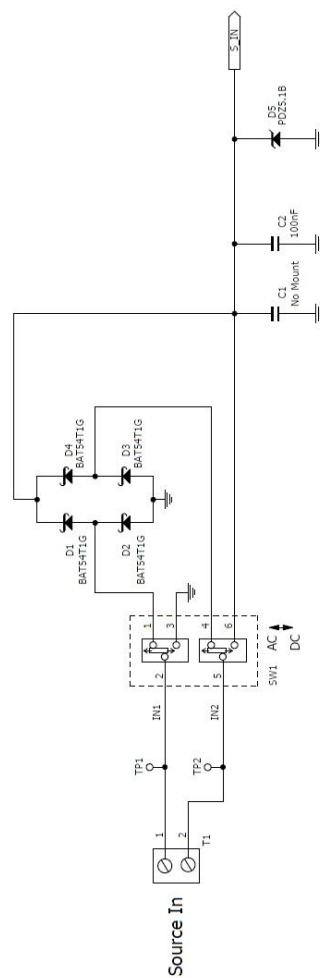 Source In
1
2
T1
TP1
TP2
IN1
IN2
2
5
1
3
4
6
SW1
AC
DC
D1
BAT54T1G
D2
BAT54T1G
D4
BAT54T1G
D3
BAT54T1G
C1
No Mount
C2
100nF
D5
PDZ5.1B
S_IN